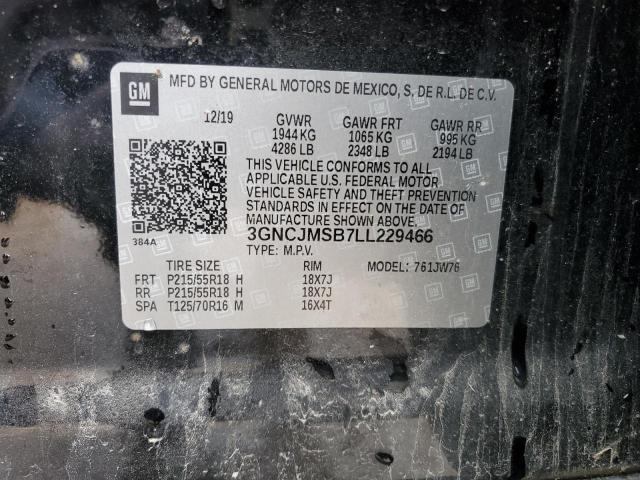 GM MFD BY GENERAL MOTORS DE MEXICO, S. DE R.L. DE C.V.
12/19 GVWR GAWR FRT GAWR RR
1944 KG 1065 KG 995 KG
4286 LB 2348 LB 2194 LB
THIS VEHICLE CONFORMS TO ALL
APPLICABLE U.S. FEDERAL MOTOR
VEHICLE SAFETY AND THEFT PREVENTION
STANDARDS IN EFFECT ON THE DATE OF
MANUFACTURE SHOWN ABOVE.
384A
3GNCJMSB7LL229466
TYPE: M.P.V.
TIRE SIZE RIM MODEL: 761JW76
FRT P215/55R18 H 18X7J
RR P215/55R18 H 18X7J
SPA T125/70R16 M 16X4T